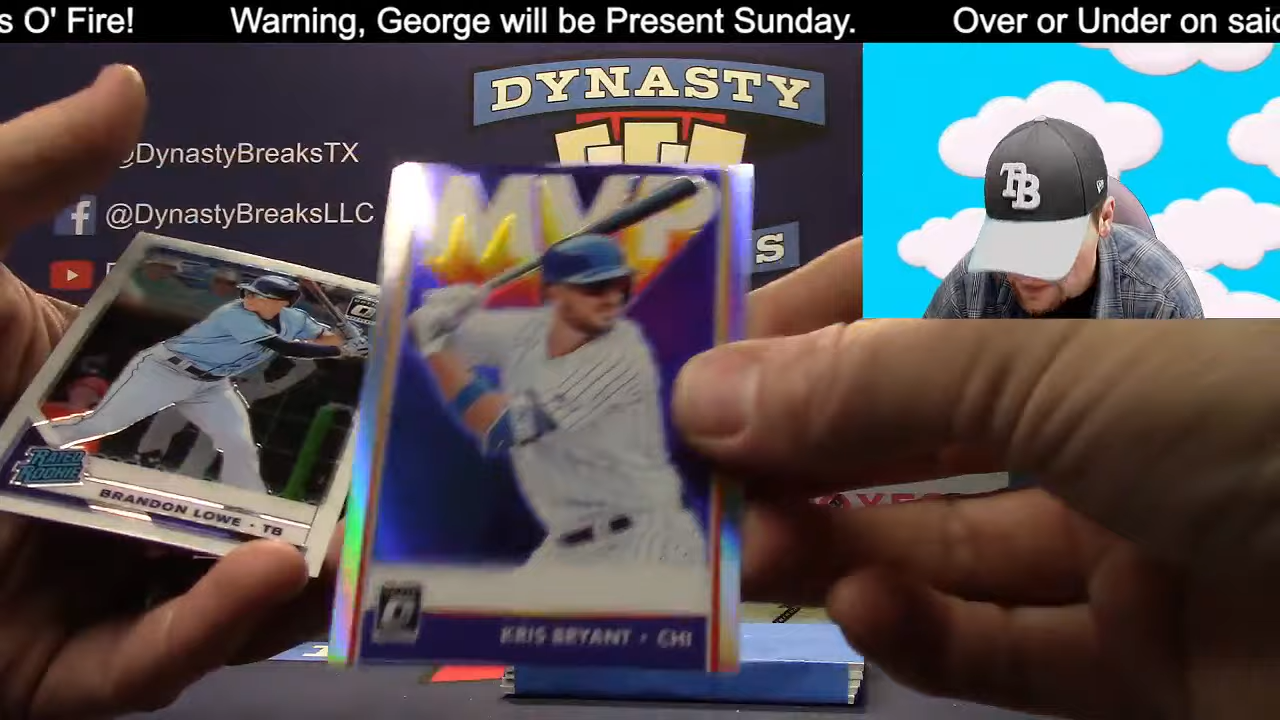 s O' Fire! Warning, George will be Present Sunday. Over or Under on said
DYNASTY
@DynastyBreaksTX
@DynastyBreaksLLC
S
TB
MVP
RATED ROOKIE
BRANDON LOWE • TB
KRIS BRYANT • CHI